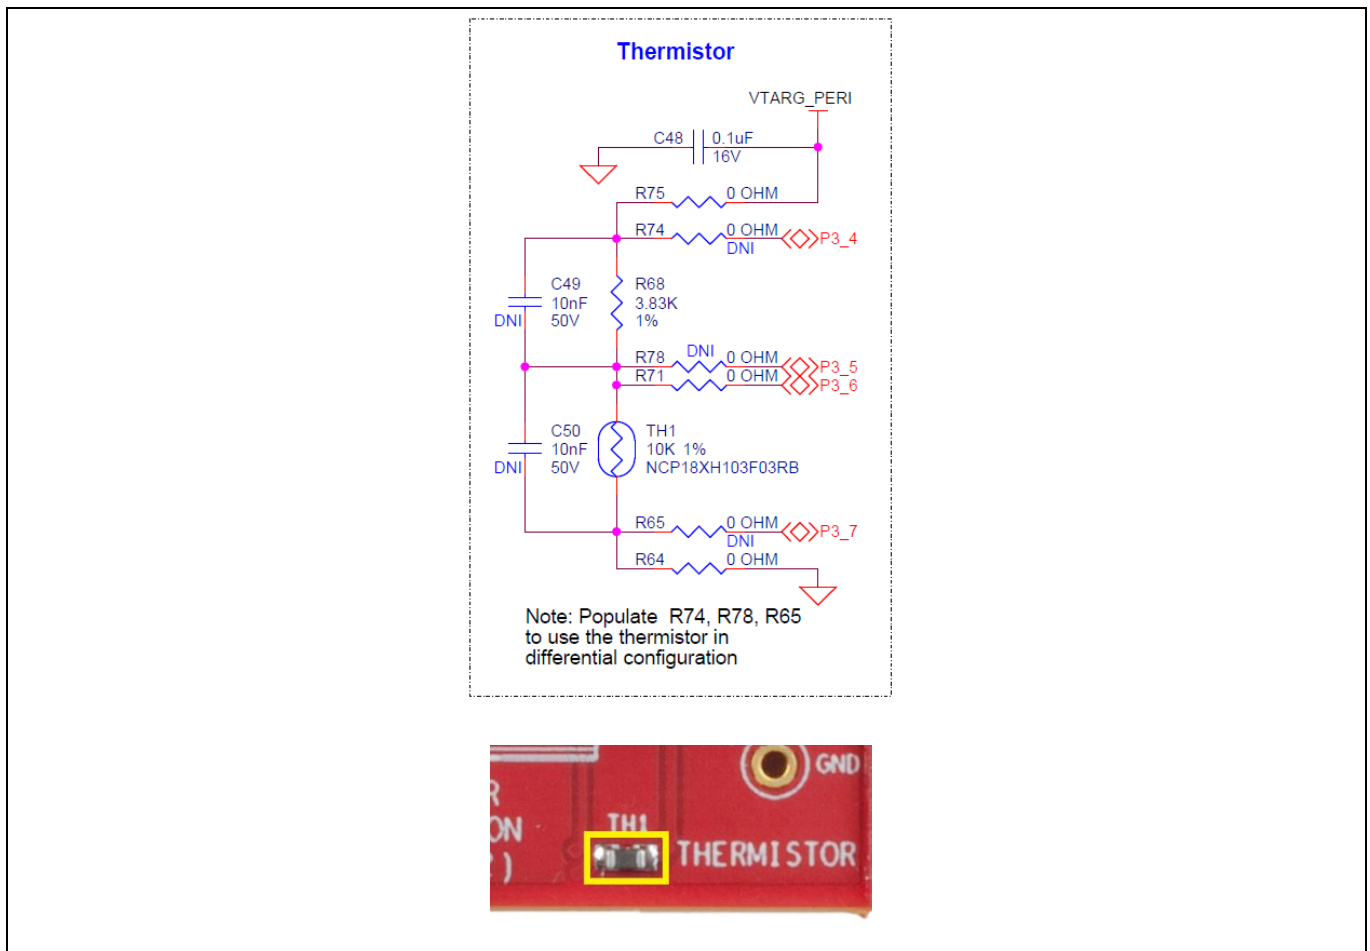 Thermistor
VTARG_PERI
C48 0.1uF
16V
R75 0 OHM
R74 0 OHM P3_4
DNI
C49 R68
10nF 3.83K
DNI 50V 1%
DNI
R78 0 OHM P3_5
R71 0 OHM P3_6
C50 TH1
10nF 10K 1%
DNI 50V NCP18XH103F03RB
R65 0 OHM P3_7
DNI
R64 0 OHM
Note: Populate R74, R78, R65
to use the thermistor in
differential configuration
GND
R
ON
TH1
THERMISTOR
)